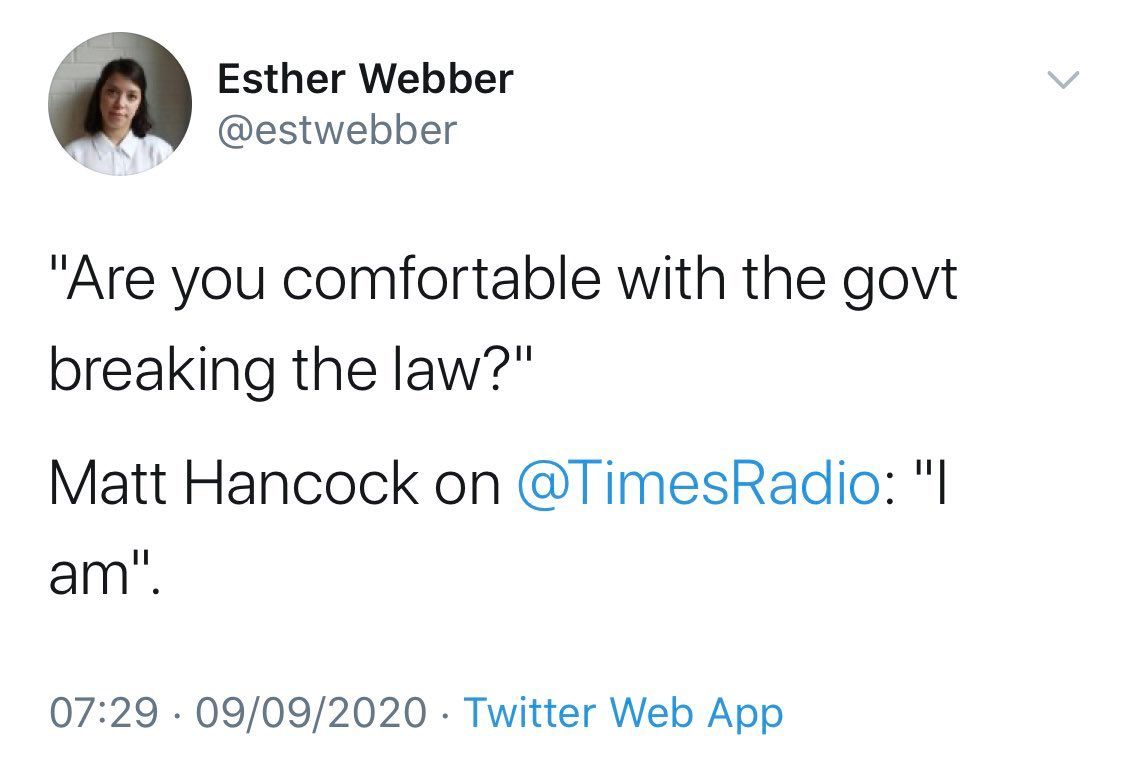 Esther Webber
@estwebber
"Are you comfortable with the govt
breaking the law?"
Matt Hancock on @TimesRadio: "I
am".
07:29 · 09/09/2020 · Twitter Web App